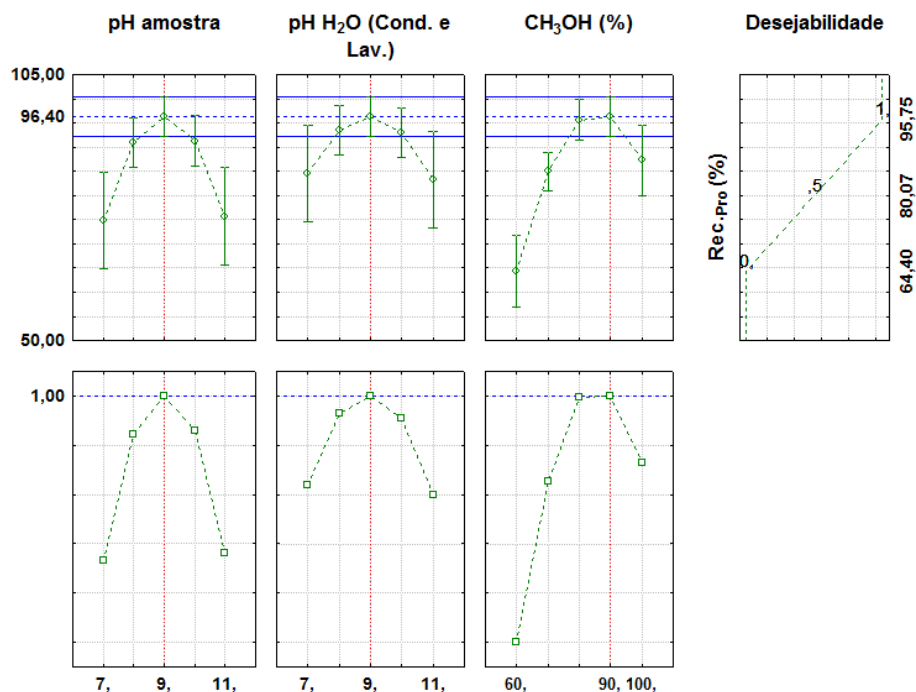 pH amostra
pH H₂O (Cond. e
Lav.)
CH₃OH (%)
Desejabilidade
105,00
96,40
50,00
Rec.Pro (%)
1,
,5
0,
95,75
80,07
64,40
1,00
7, 9, 11,
7, 9, 11,
60, 90, 100,